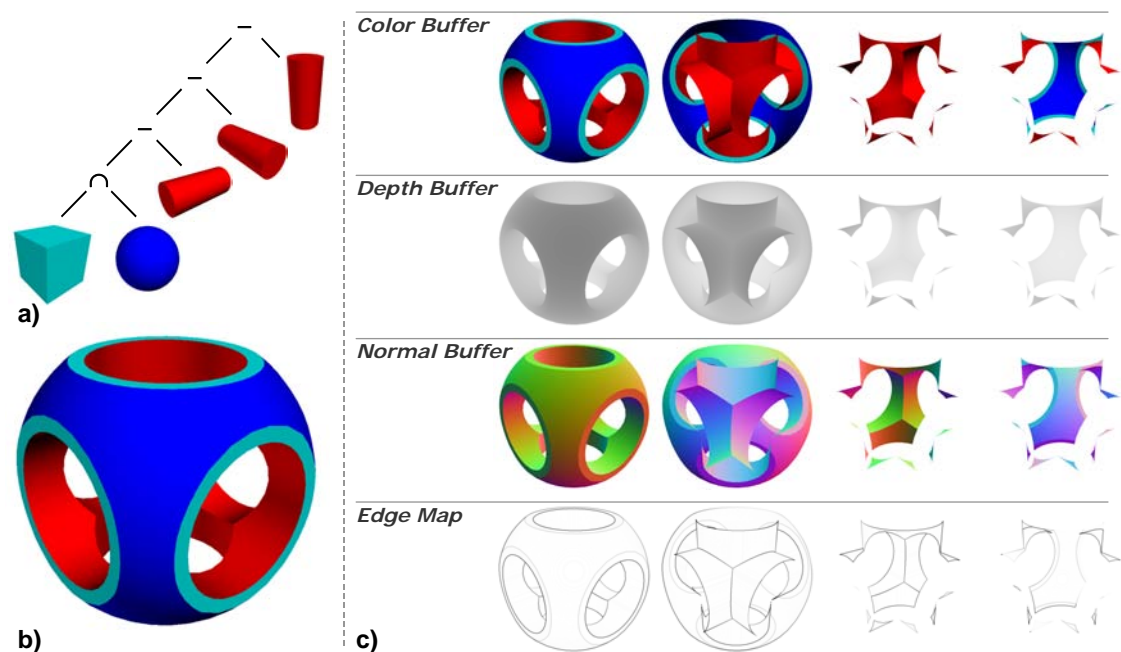 Color Buffer
Depth Buffer
Normal Buffer
Edge Map
a)
b)
c)